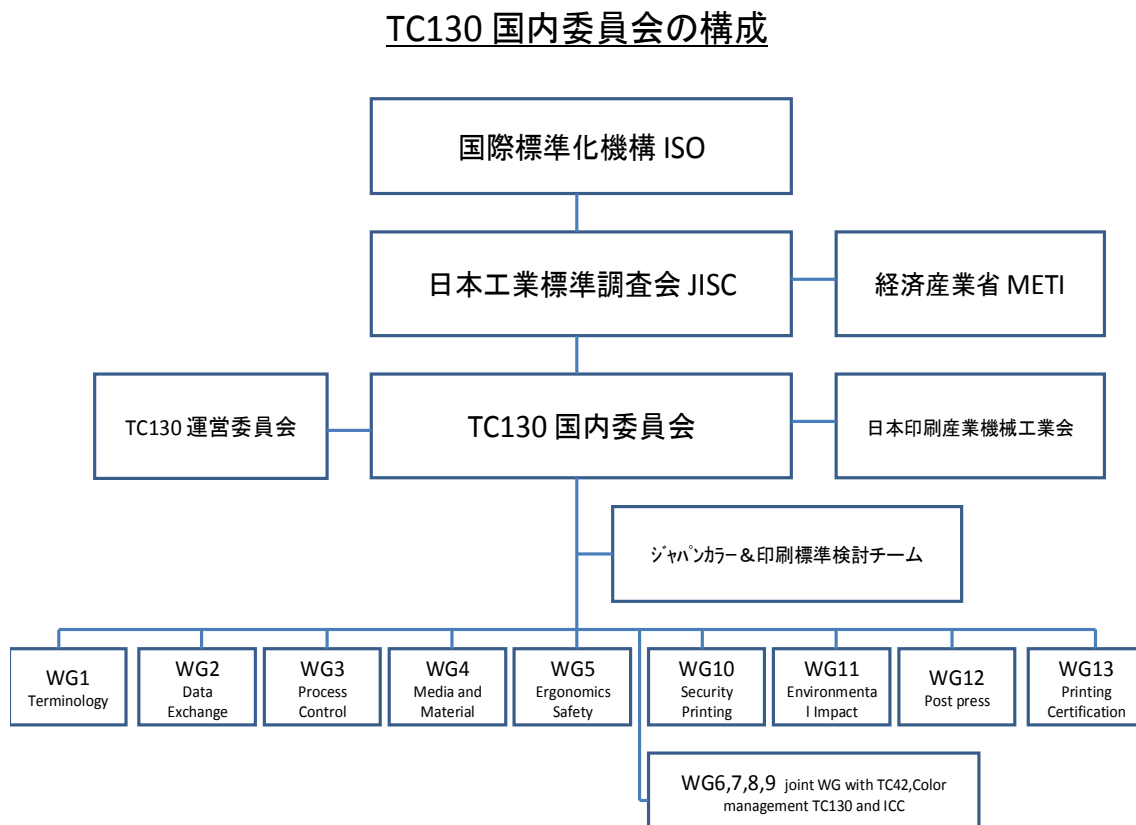 TC130 国内委員会の構成
国際標準化機構 ISO
日本工業標準調査会 JISC
経済産業省 METI
TC130 運営委員会
TC130 国内委員会
日本印刷産業機械工業会
ジャパンカラー&印刷標準検討チーム
WG1
Terminology
WG2
Data
Exchange
WG3
Process
Control
WG4
Media and
Material
WG5
Ergonomics
Safety
WG10
Security
Printing
WG11
Environmenta
l Impact
WG12
Post press
WG13
Printing
Certification
WG6,7,8,9 joint WG with TC42,Color
management TC130 and ICC